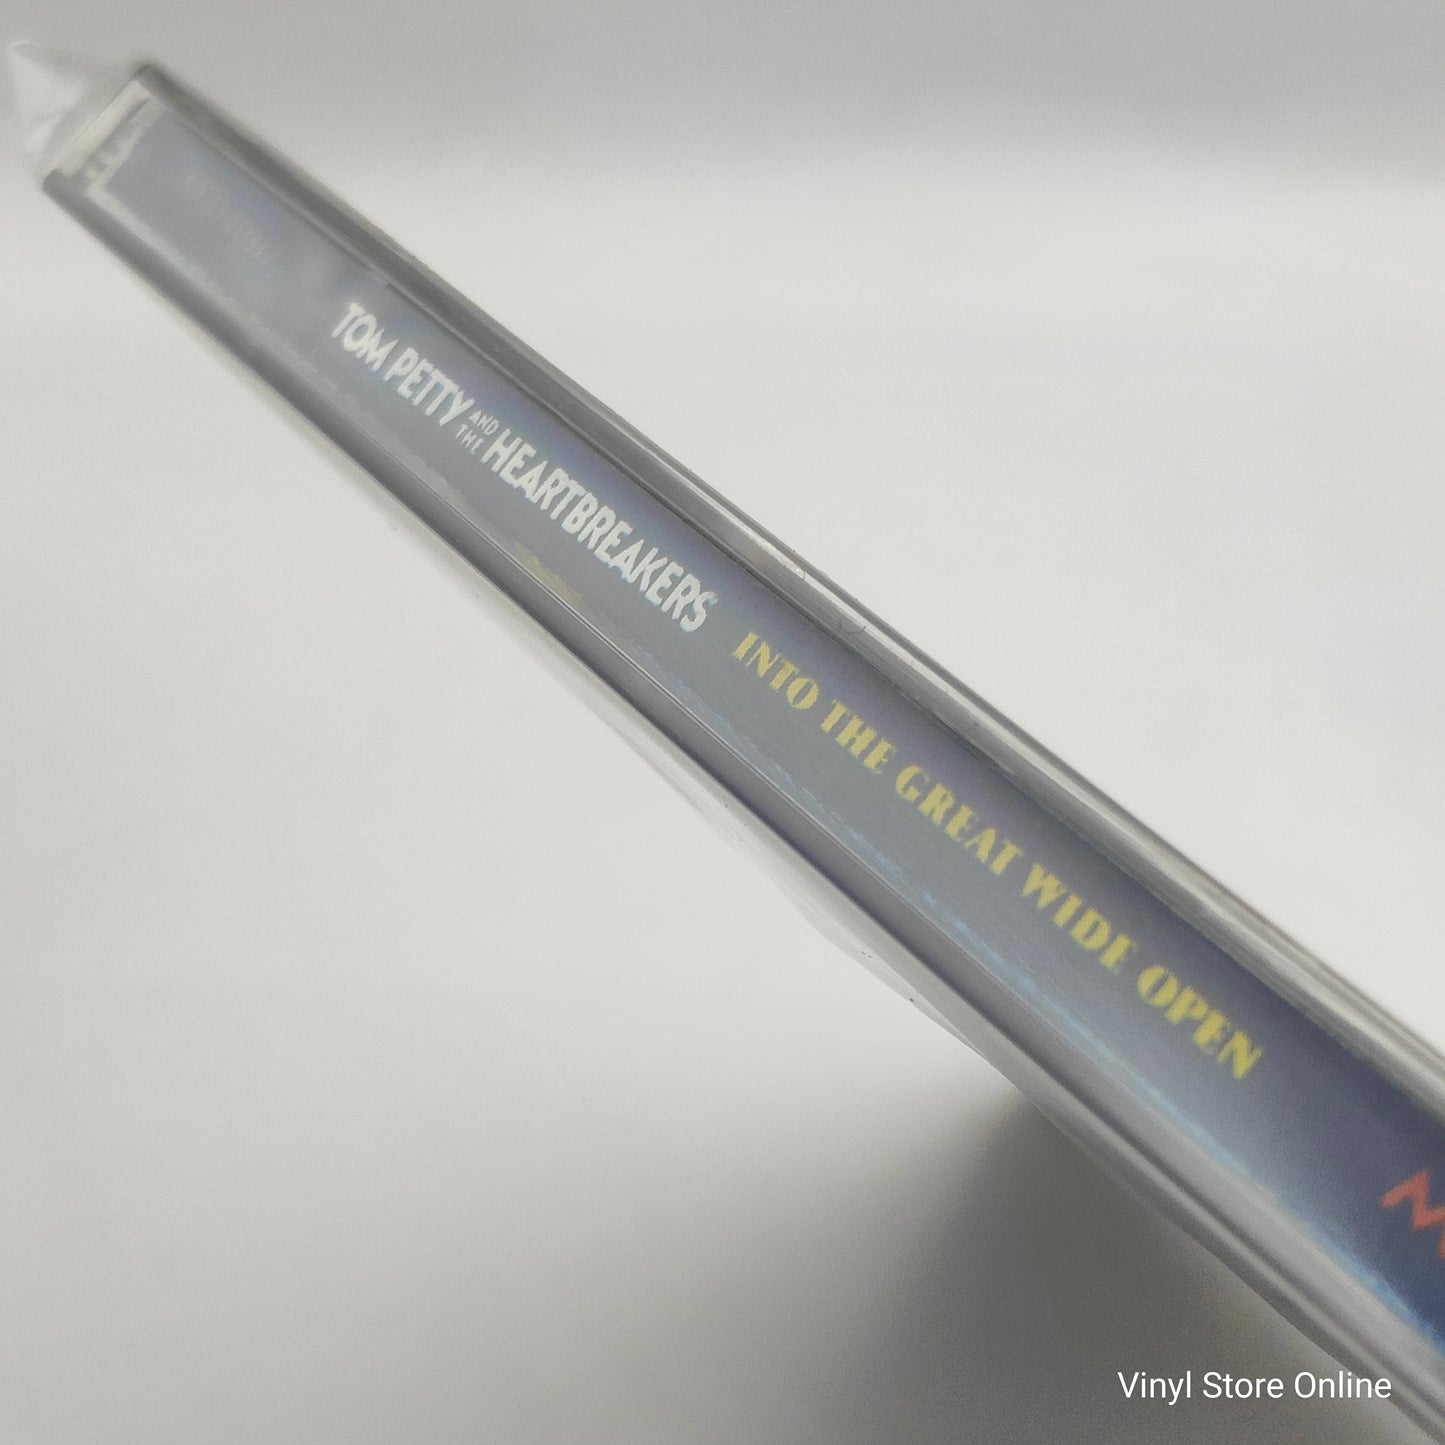 TOM PETTY AND THE HEARTBREAKERS INTO THE GREAT WIDE OPEN
Vinyl Store Online